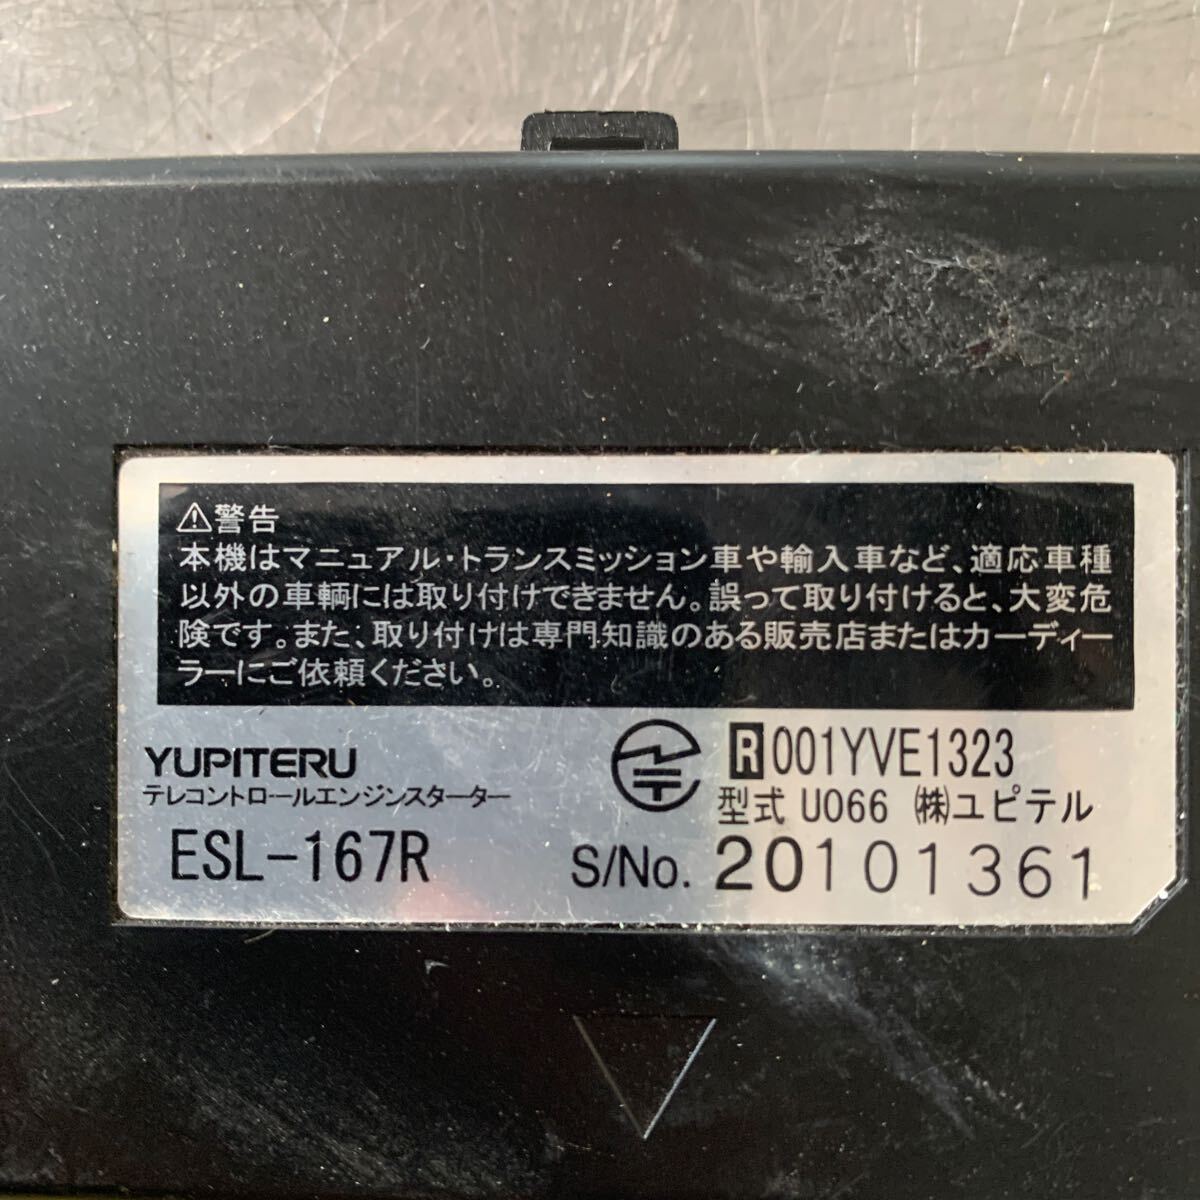 ⚠警告
本機はマニュアル・トランスミッション車や輸入車など、適応車種
以外の車輌には取り付けできません。誤って取り付けると、大変危
険です。また、取り付けは専門知識のある販売店またはカーディー
ラーにご依頼ください。
YUPITERU
テレコントロールエンジンスターター
ESL-167R
R 001YVE1323
型式 U066 ㈱ユピテル
S/No. 20101361